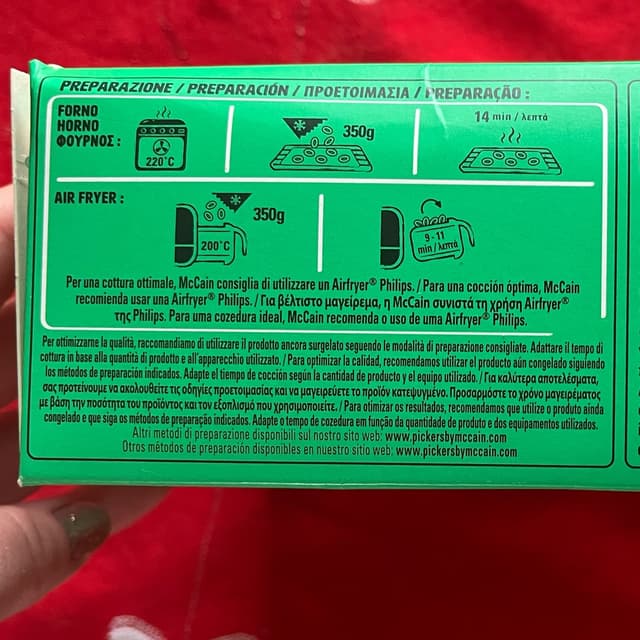 PREPARAZIONE / PREPARACIÓN / ΠΡΟΕΤΟΙΜΑΣΙΑ / PREPARAÇÃO :
FORNO
HORNO
ΦΟΥΡΝΟΣ :
220°C
350g
14 min / λεπτά
AIR FRYER :
200°C
350g
9 - 11
min / λεπτά
Per una cottura ottimale, McCain consiglia di utilizzare un Airfryer® Philips. / Para una cocción óptima, McCain
recomienda usar una Airfryer® Philips. / Για βέλτιστο μαγείρεμα, η McCain συνιστά τη χρήση Airfryer®
της Philips. Para uma cozedura ideal, McCain recomenda o uso de uma Airfryer® Philips.
Per ottimizzarne la qualità, raccomandiamo di utilizzare il prodotto ancora surgelato seguendo le modalità di preparazione consigliate. Adattare il tempo di
cottura in base alla quantità di prodotto e all'apparecchio utilizzato. / Para optimizar la calidad, recomendamos utilizar el producto aún congelado siguiendo
los métodos de preparación indicados. Adapte el tiempo de cocción según la cantidad de producto y el equipo utilizado. / Για καλύτερα αποτελέσματα,
σας προτείνουμε να ακολουθείτε τις οδηγίες προετοιμασίας και να μαγειρεύετε το προϊόν κατεψυγμένο. Προσαρμόστε το χρόνο μαγειρέματος
με βάση την ποσότητα του προϊόντος και τον εξοπλισμό που χρησιμοποιείτε. / Para otimizar os resultados, recomendamos que utilize o produto ainda
congelado e que siga os métodos de preparação indicados. Adapte o tempo de cozedura em função da quantidade de produto e dos equipamentos utilizados.
Altri metodi di preparazione disponibili sul nostro sito web: www.pickersbymccain.com
Otros métodos de preparación disponibles en nuestro sitio web: www.pickersbymccain.com